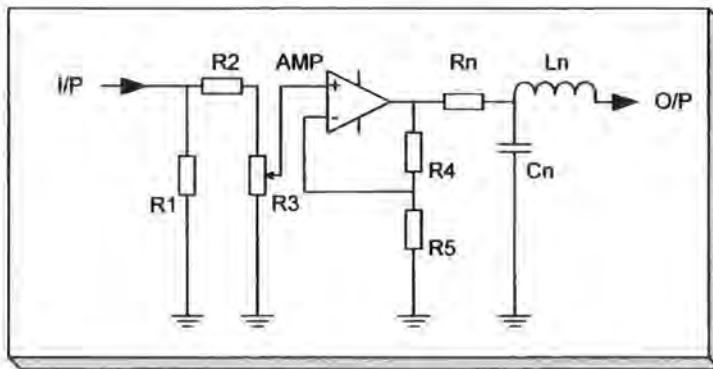 I/P
R2
AMP
Rn
Ln
O/P
+
-
R1
R3
R4
Cn
R5